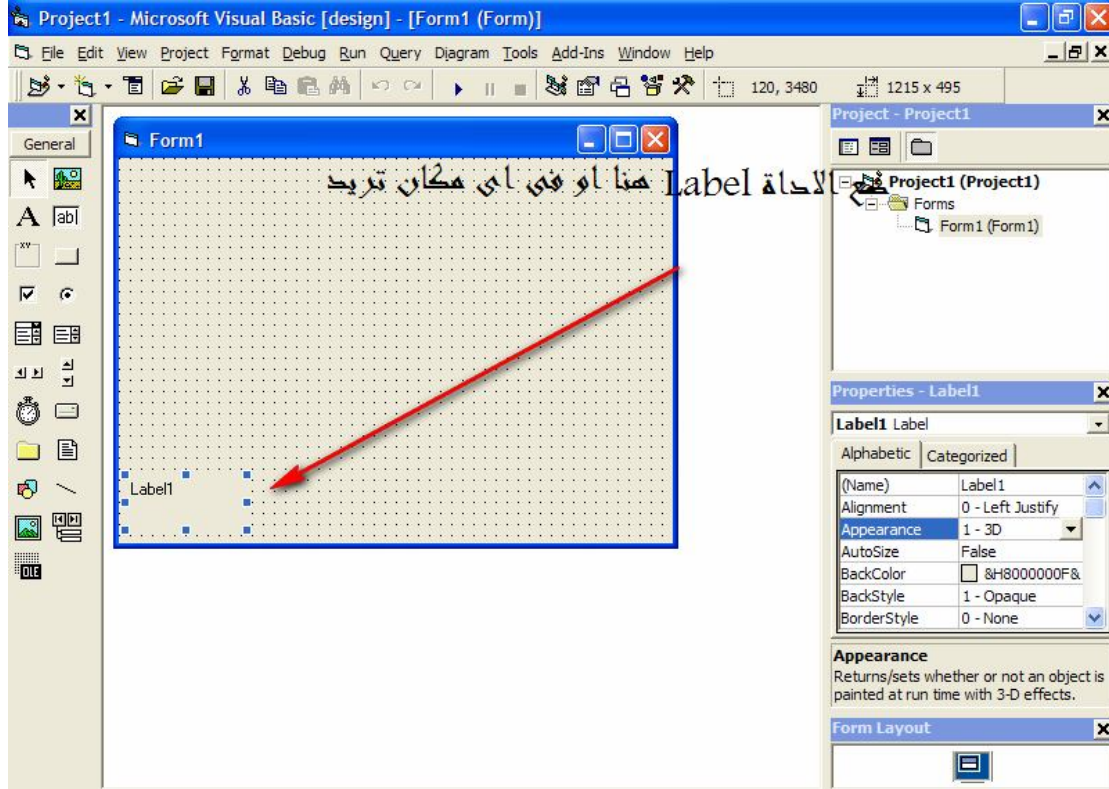 Project1 - Microsoft Visual Basic [design] - [Form1 (Form)]
File Edit View Project Format Debug Run Query Diagram Tools Add-Ins Window Help
120, 3480 1215 x 495
General
A ab|
xy
OLE
Form1
الاداة Label هنا او فى اى مكان تريد
Label1
Project - Project1
Project1 (Project1)
Forms
Form1 (Form1)
Properties - Label1
Label1 Label
Alphabetic Categorized
(Name) Label1
Alignment 0 - Left Justify
Appearance 1 - 3D
AutoSize False
BackColor &H8000000F&
BackStyle 1 - Opaque
BorderStyle 0 - None
Appearance
Returns/sets whether or not an object is
painted at run time with 3-D effects.
Form Layout